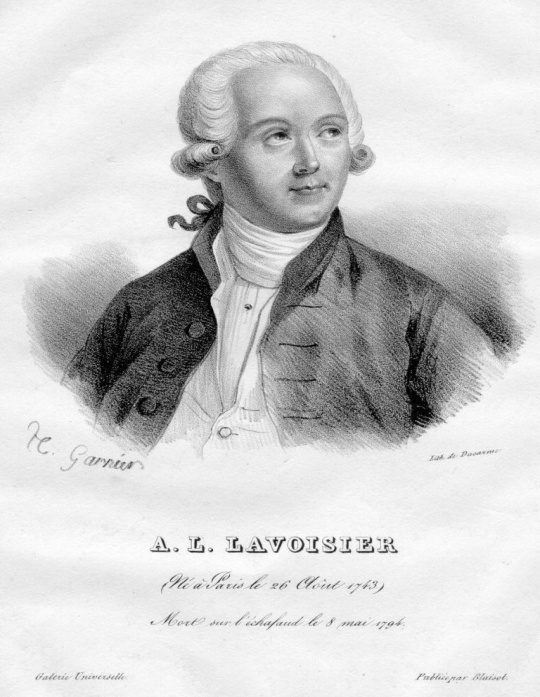 H. Garnier
Lith. de Ducarme
A. L. LAVOISIER
(Né à Paris le 26 Août 1743)
Mort sur l'échafaud le 8 mai 1794.
Galerie Universelle.
Publiée par Blaisot.